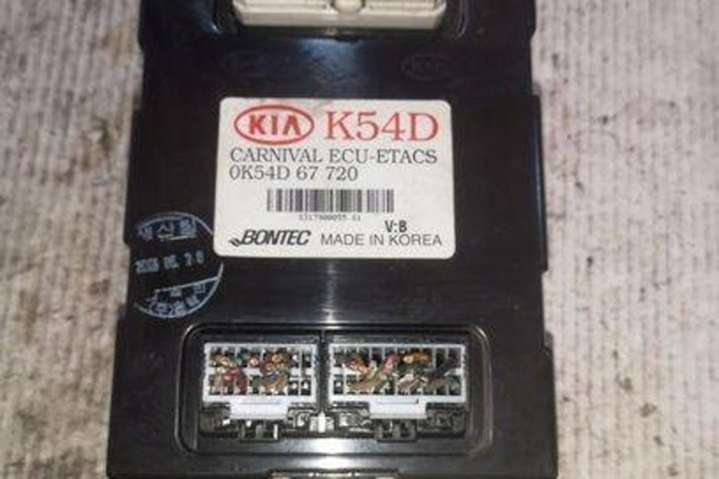 KIA K54D
CARNIVAL ECU-ETACS
0K54D 67 720
V:B
BONTEC MADE IN KOREA